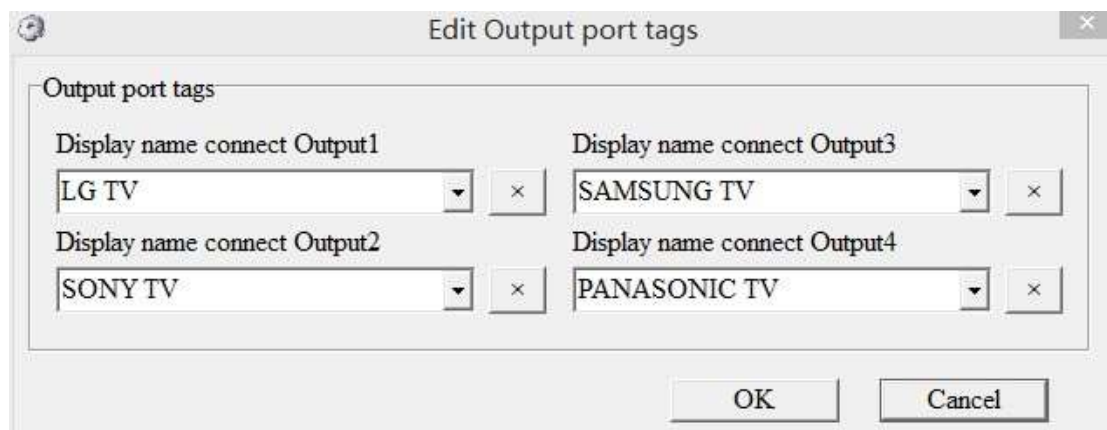 Edit Output port tags
Output port tags
Display name connect Output1
Display name connect Output3
LG TV
×
SAMSUNG TV
×
Display name connect Output2
Display name connect Output4
SONY TV
×
PANASONIC TV
×
OK
Cancel